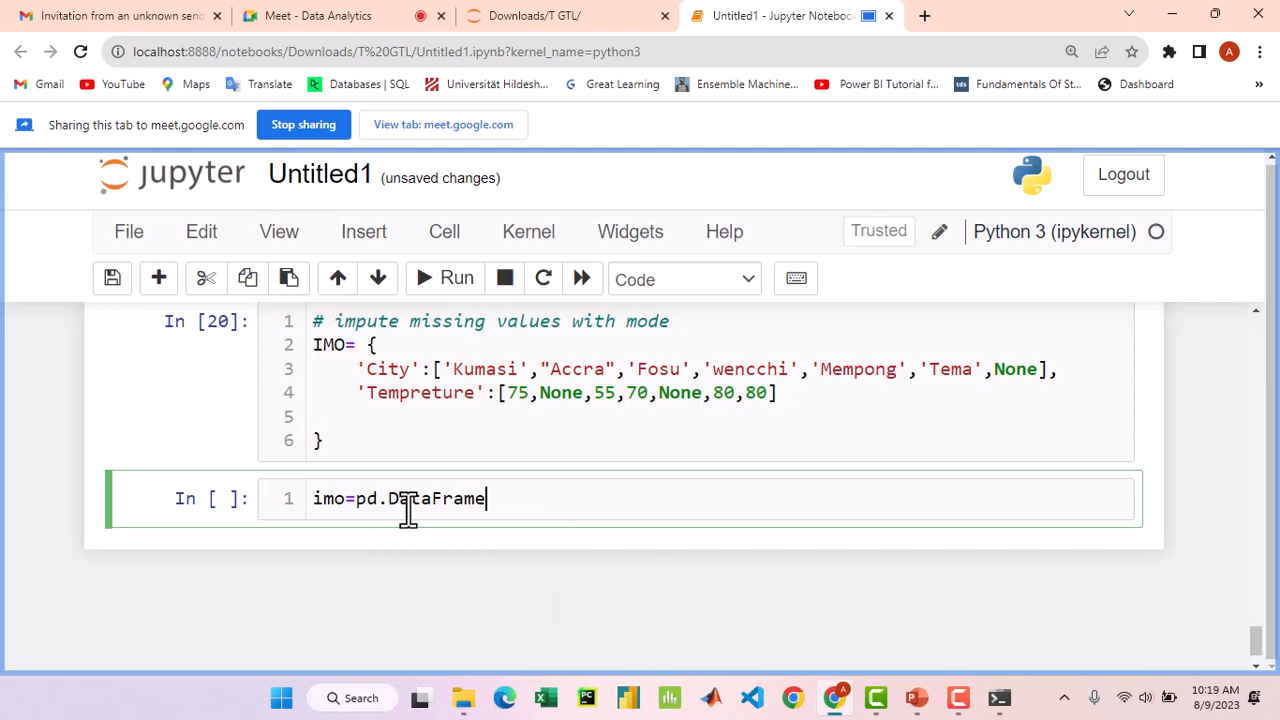 Invitation from an unknown send
Meet - Data Analytics
Downloads/T GTL/
Untitled1 - Jupyter Notebook
localhost:8888/notebooks/Downloads/T%20GTL/Untitled1.ipynb?kernel_name=python3
A
Gmail
YouTube
Maps
Translate
Databases | SQL
Universität Hildesh...
Great Learning
Ensemble Machine...
Power BI Tutorial f...
Fundamentals Of St...
Dashboard
»
Sharing this tab to meet.google.com
Stop sharing
View tab: meet.google.com
jupyter Untitled1 (unsaved changes)
Logout
File Edit View Insert Cell Kernel Widgets Help
Trusted
Python 3 (ipykernel)
Run
Code
In [20]:
1 # impute missing values with mode
2 IMO= {
3 'City':['Kumasi',"Accra",'Fosu','wencchi','Mempong','Tema',None],
4 'Tempreture':[75,None,55,70,None,80,80]
5
6 }
In [ ]:
1 imo=pd.DataFrame
Search
10:19 AM
8/9/2023